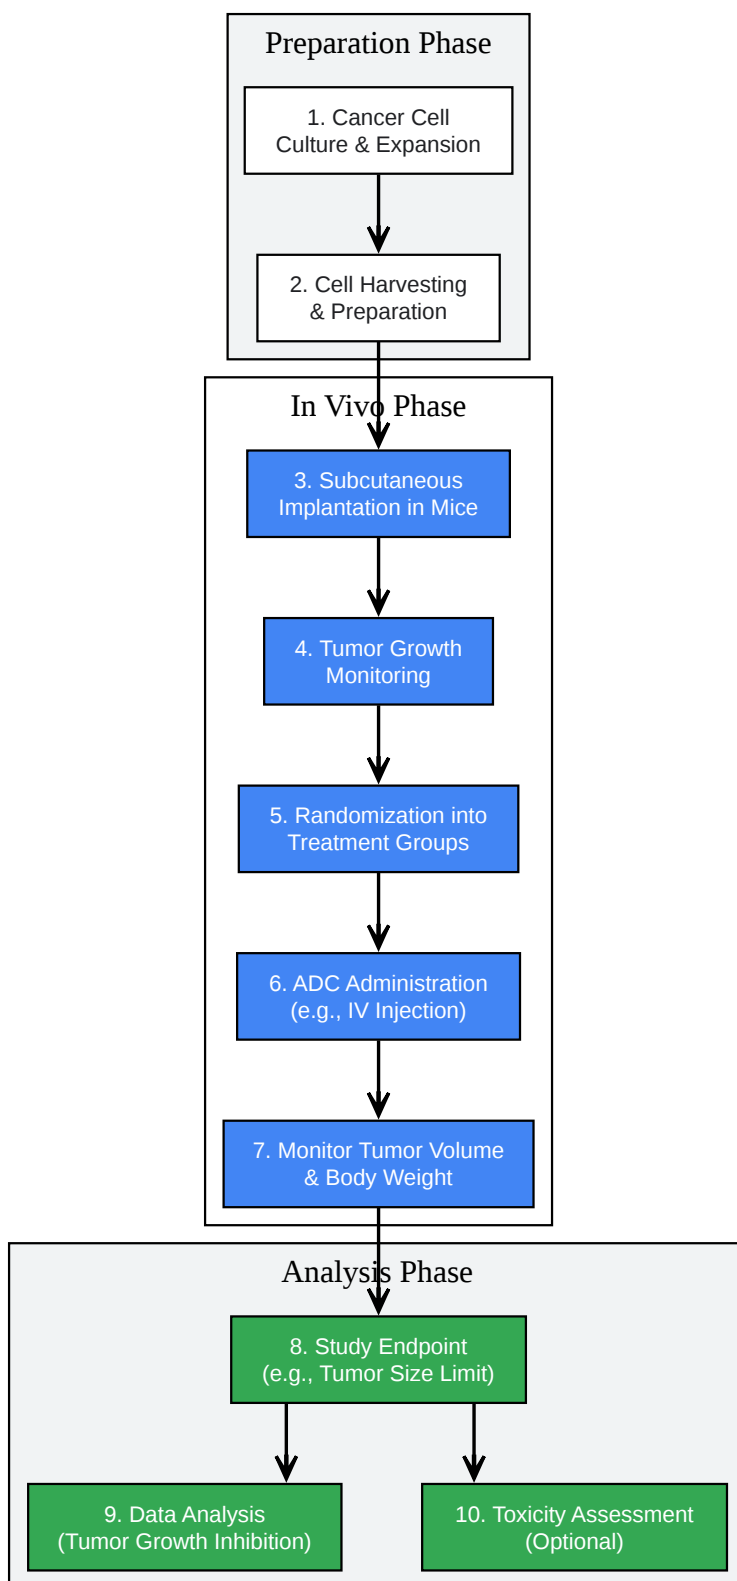 Preparation Phase
1. Cancer Cell
Culture & Expansion
2. Cell Harvesting
& Preparation
In Vivo Phase
3. Subcutaneous
Implantation in Mice
4. Tumor Growth
Monitoring
5. Randomization into
Treatment Groups
6. ADC Administration
(e.g., IV Injection)
7. Monitor Tumor Volume
& Body Weight
Analysis Phase
8. Study Endpoint
(e.g., Tumor Size Limit)
9. Data Analysis
(Tumor Growth Inhibition)
10. Toxicity Assessment
(Optional)